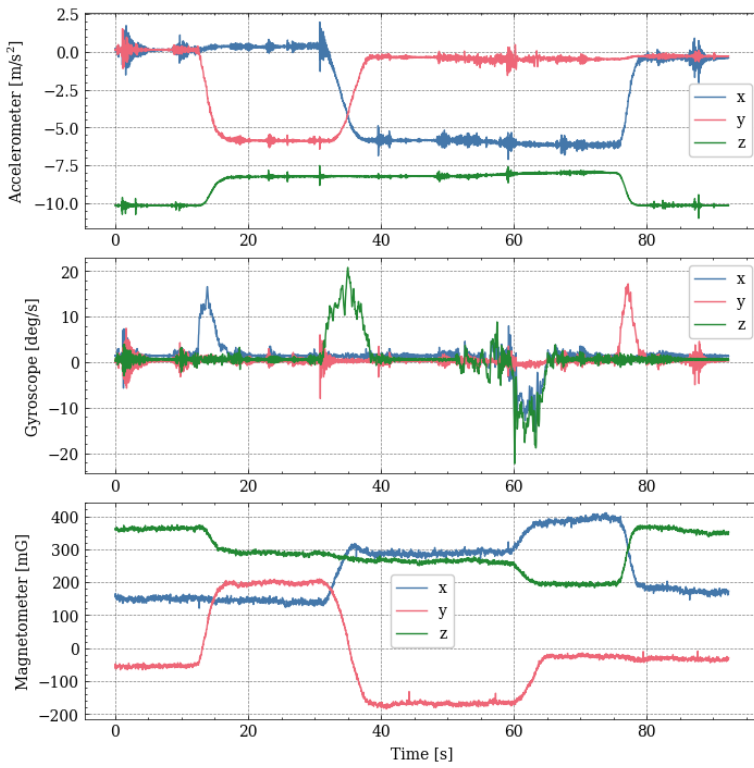 Accelerometer [m/s²]
2.5
0.0
−2.5
−5.0
−7.5
−10.0
x
y
z
0 20 40 60 80
Gyroscope [deg/s]
20
10
0
−10
−20
x
y
z
0 20 40 60 80
Magnetometer [mG]
400
300
200
100
0
−100
−200
x
y
z
0 20 40 60 80
Time [s]